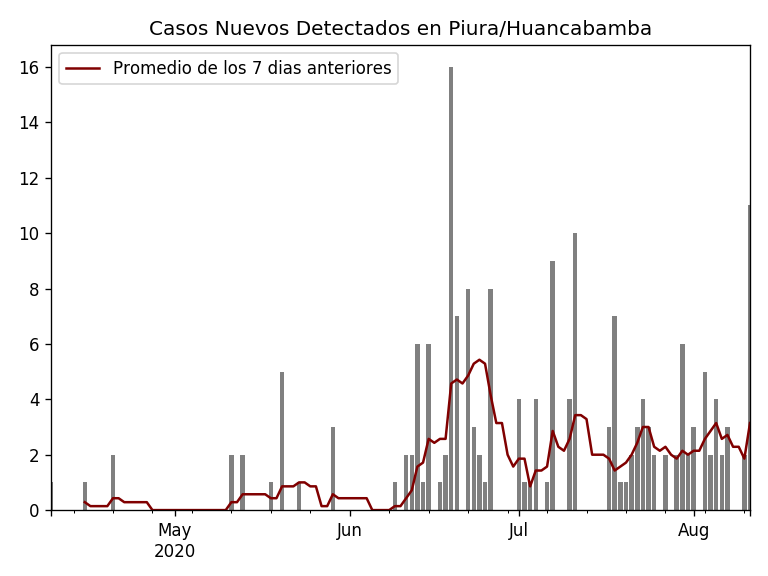 Casos Nuevos Detectados en Piura/Huancabamba
Promedio de los 7 dias anteriores
16
14
12
10
8
6
4
2
0
May
2020
Jun
Jul
Aug